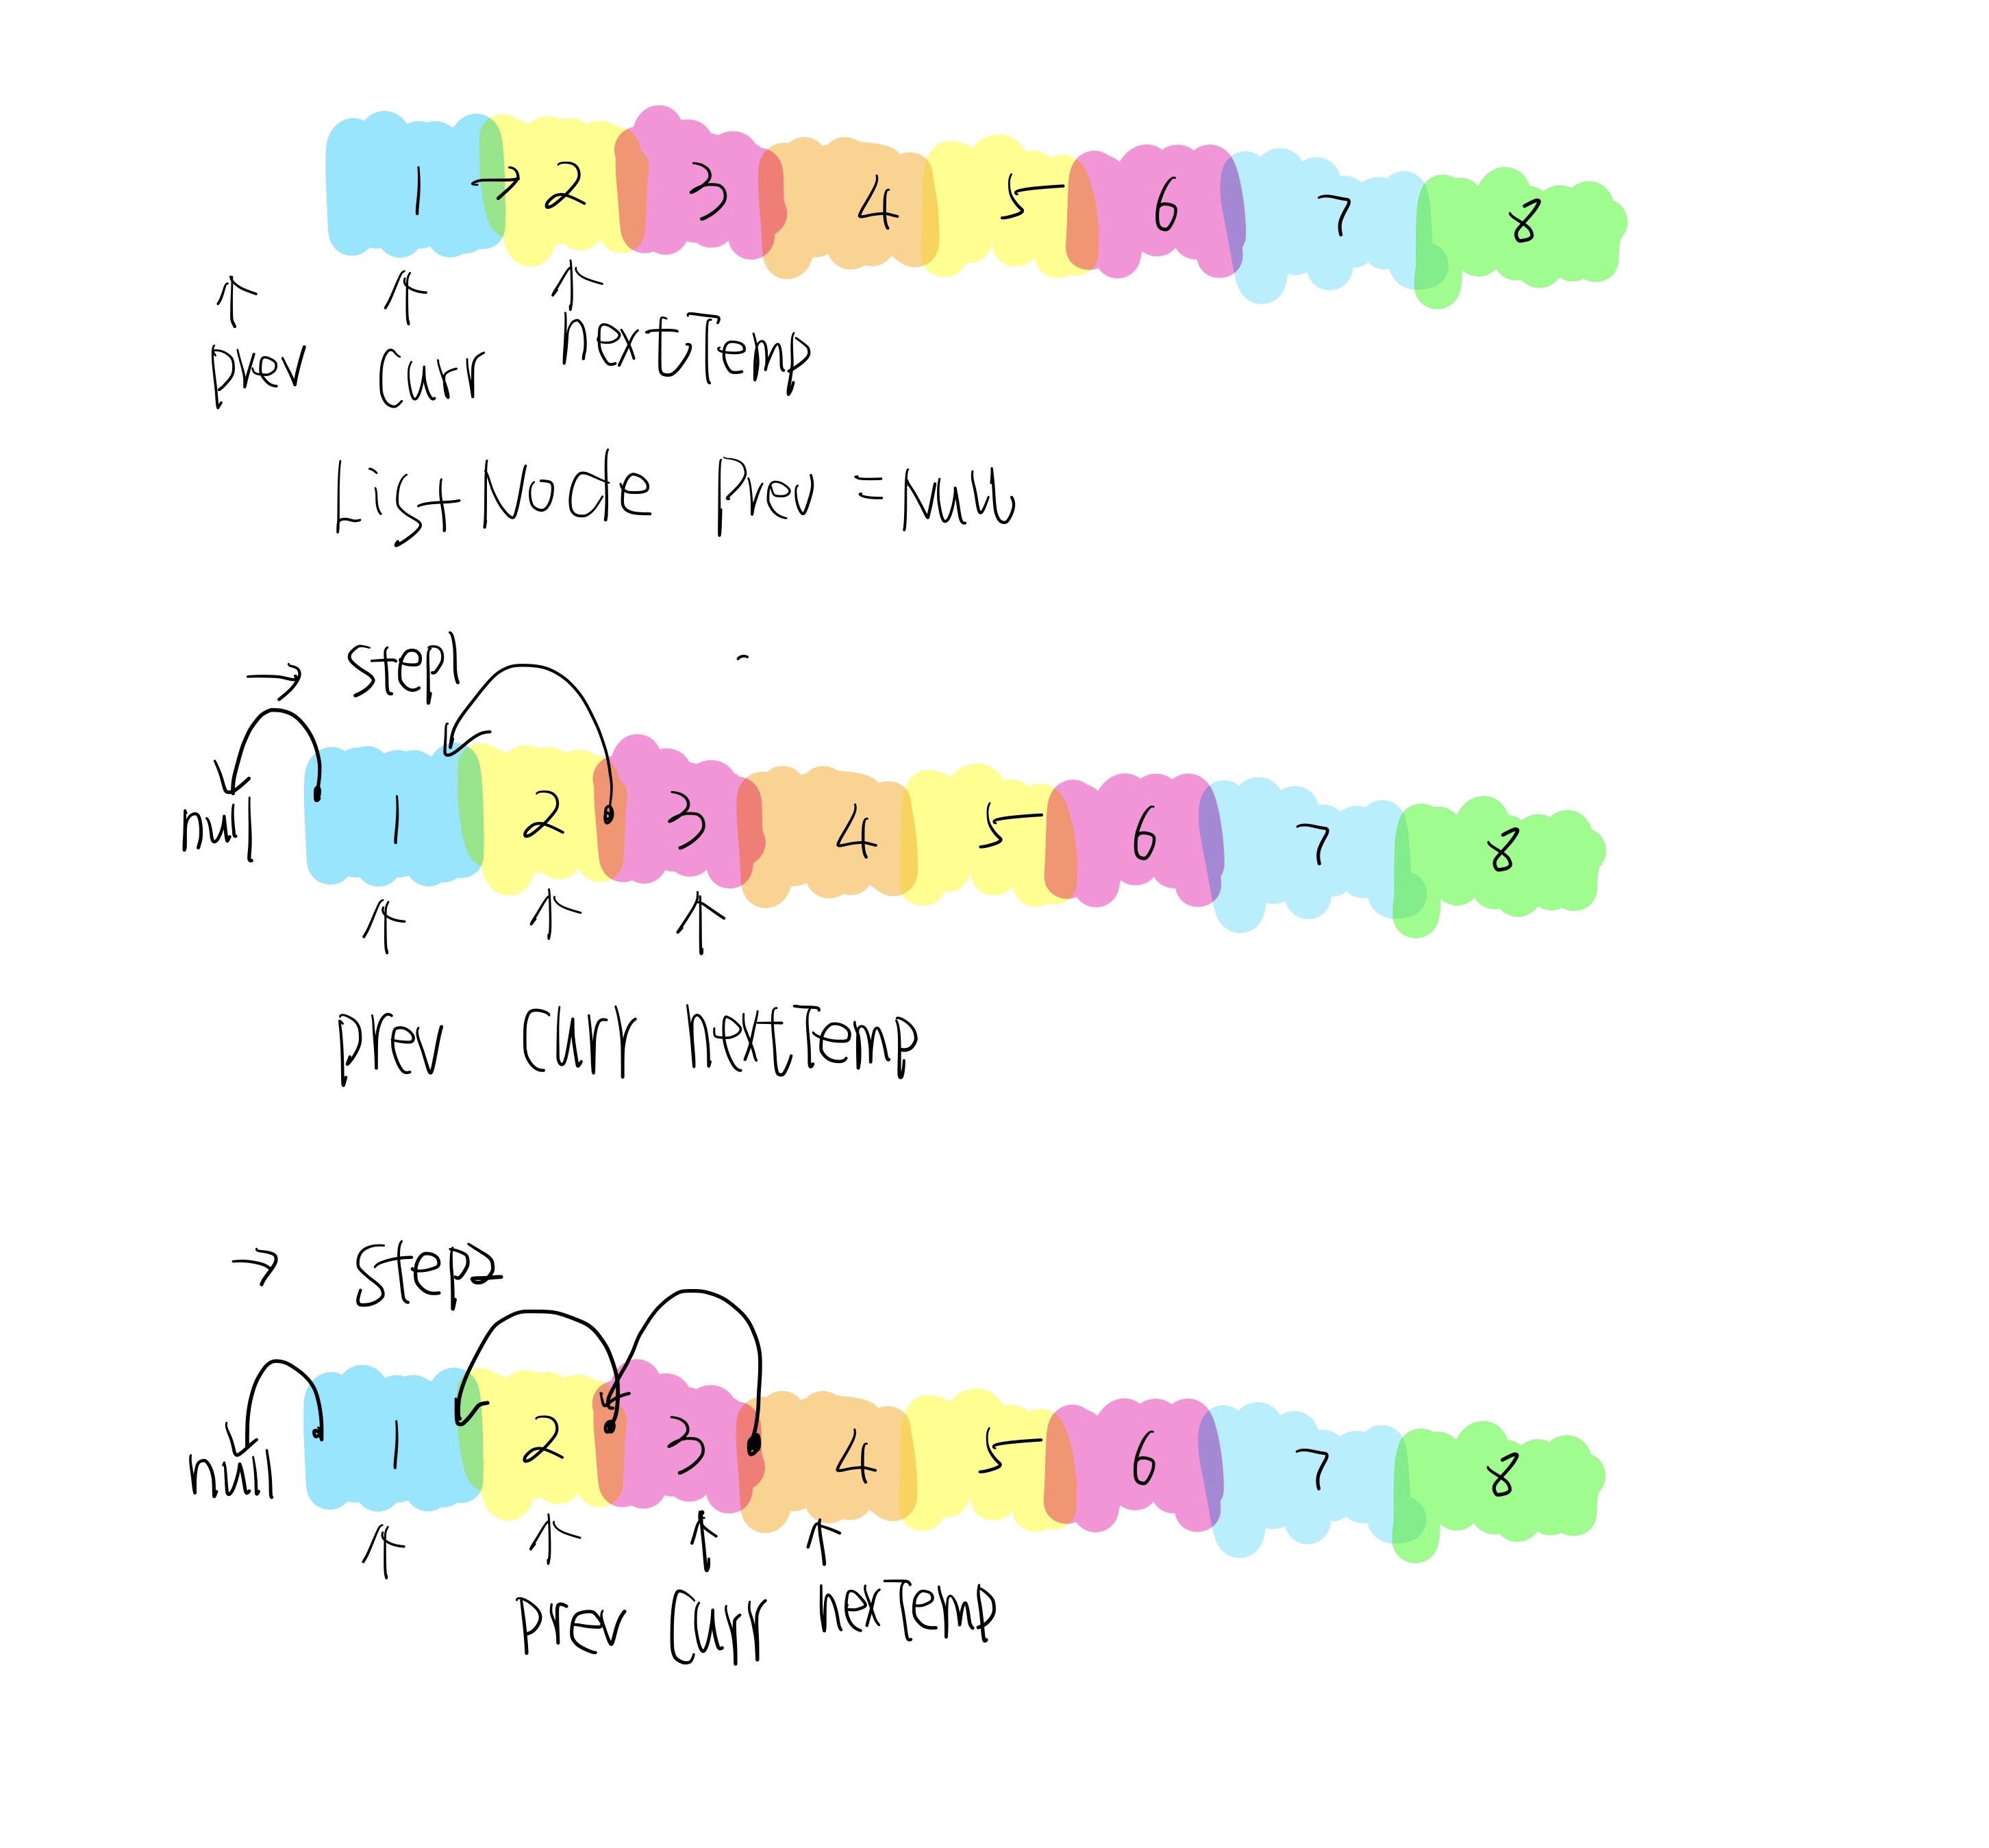 1 → 2 3 4 5 6 7 8
↑ ↑ ↑
prev curr nextTemp
ListNode prev = null
→ step1
null 1 2 3 4 5 6 7 8
↑ ↑ ↑
prev curr nextTemp
→ step2
null 1 2 3 4 5 6 7 8
↑ ↑ ↑ ↑
prev curr nexTemp